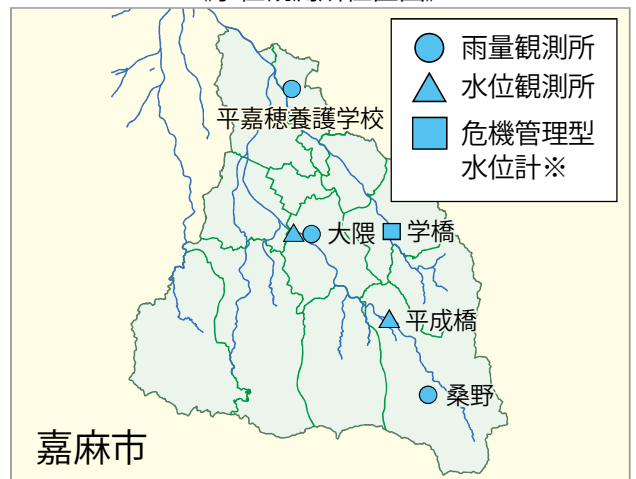 雨量観測所
水位観測所
危機管理型
水位計※
平嘉穂養護学校
大隈
学橋
平成橋
桑野
嘉麻市